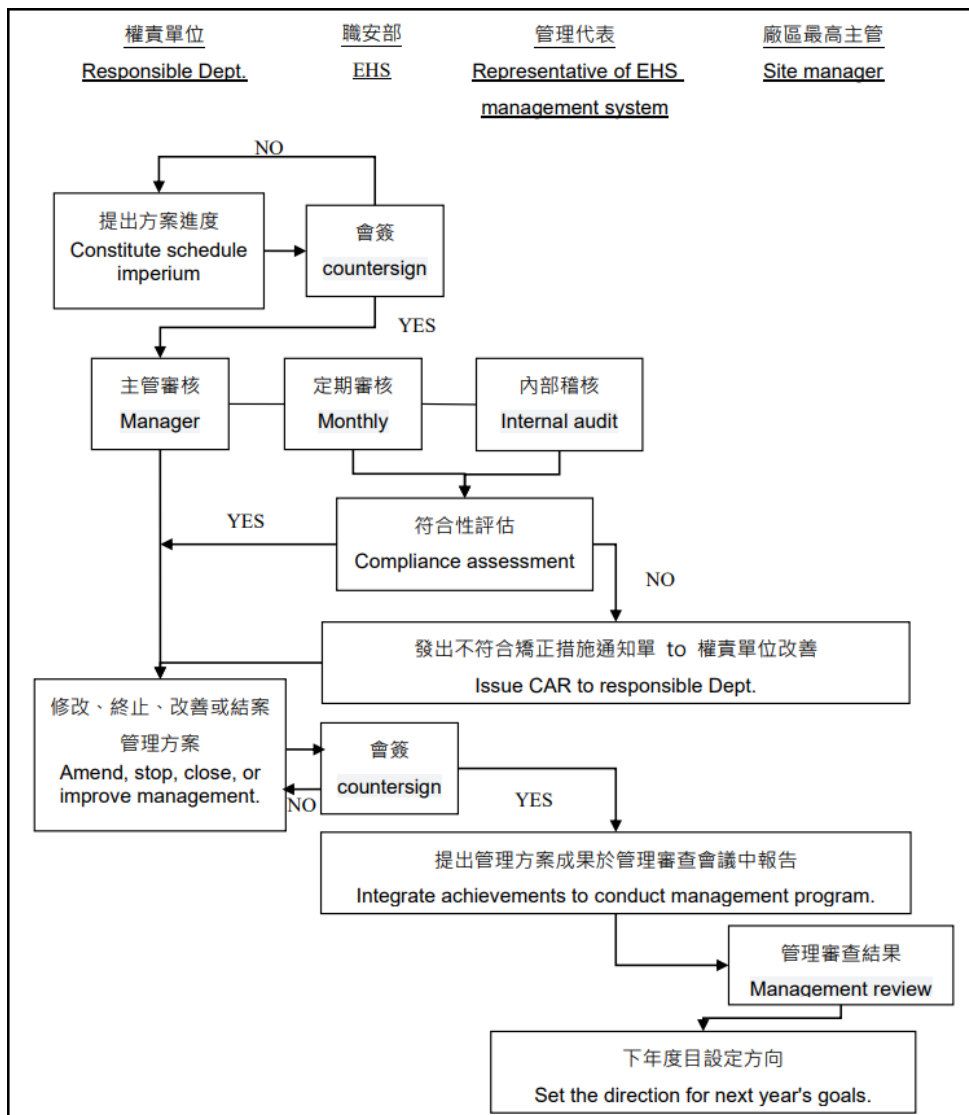 權責單位
Responsible Dept.
職安部
EHS
管理代表
Representative of EHS
management system
廠區最高主管
Site manager
NO
提出方案進度
Constitute schedule
imperium
會簽
countersign
YES
主管審核
Manager
定期審核
Monthly
內部稽核
Internal audit
YES
符合性評估
Compliance assessment
NO
發出不符合矯正措施通知單 to 權責單位改善
Issue CAR to responsible Dept.
修改、終止、改善或結案
管理方案
Amend, stop, close, or
improve management.
會簽
countersign
NO
YES
提出管理方案成果於管理審查會議中報告
Integrate achievements to conduct management program.
管理審查結果
Management review
下年度目設定方向
Set the direction for next year's goals.